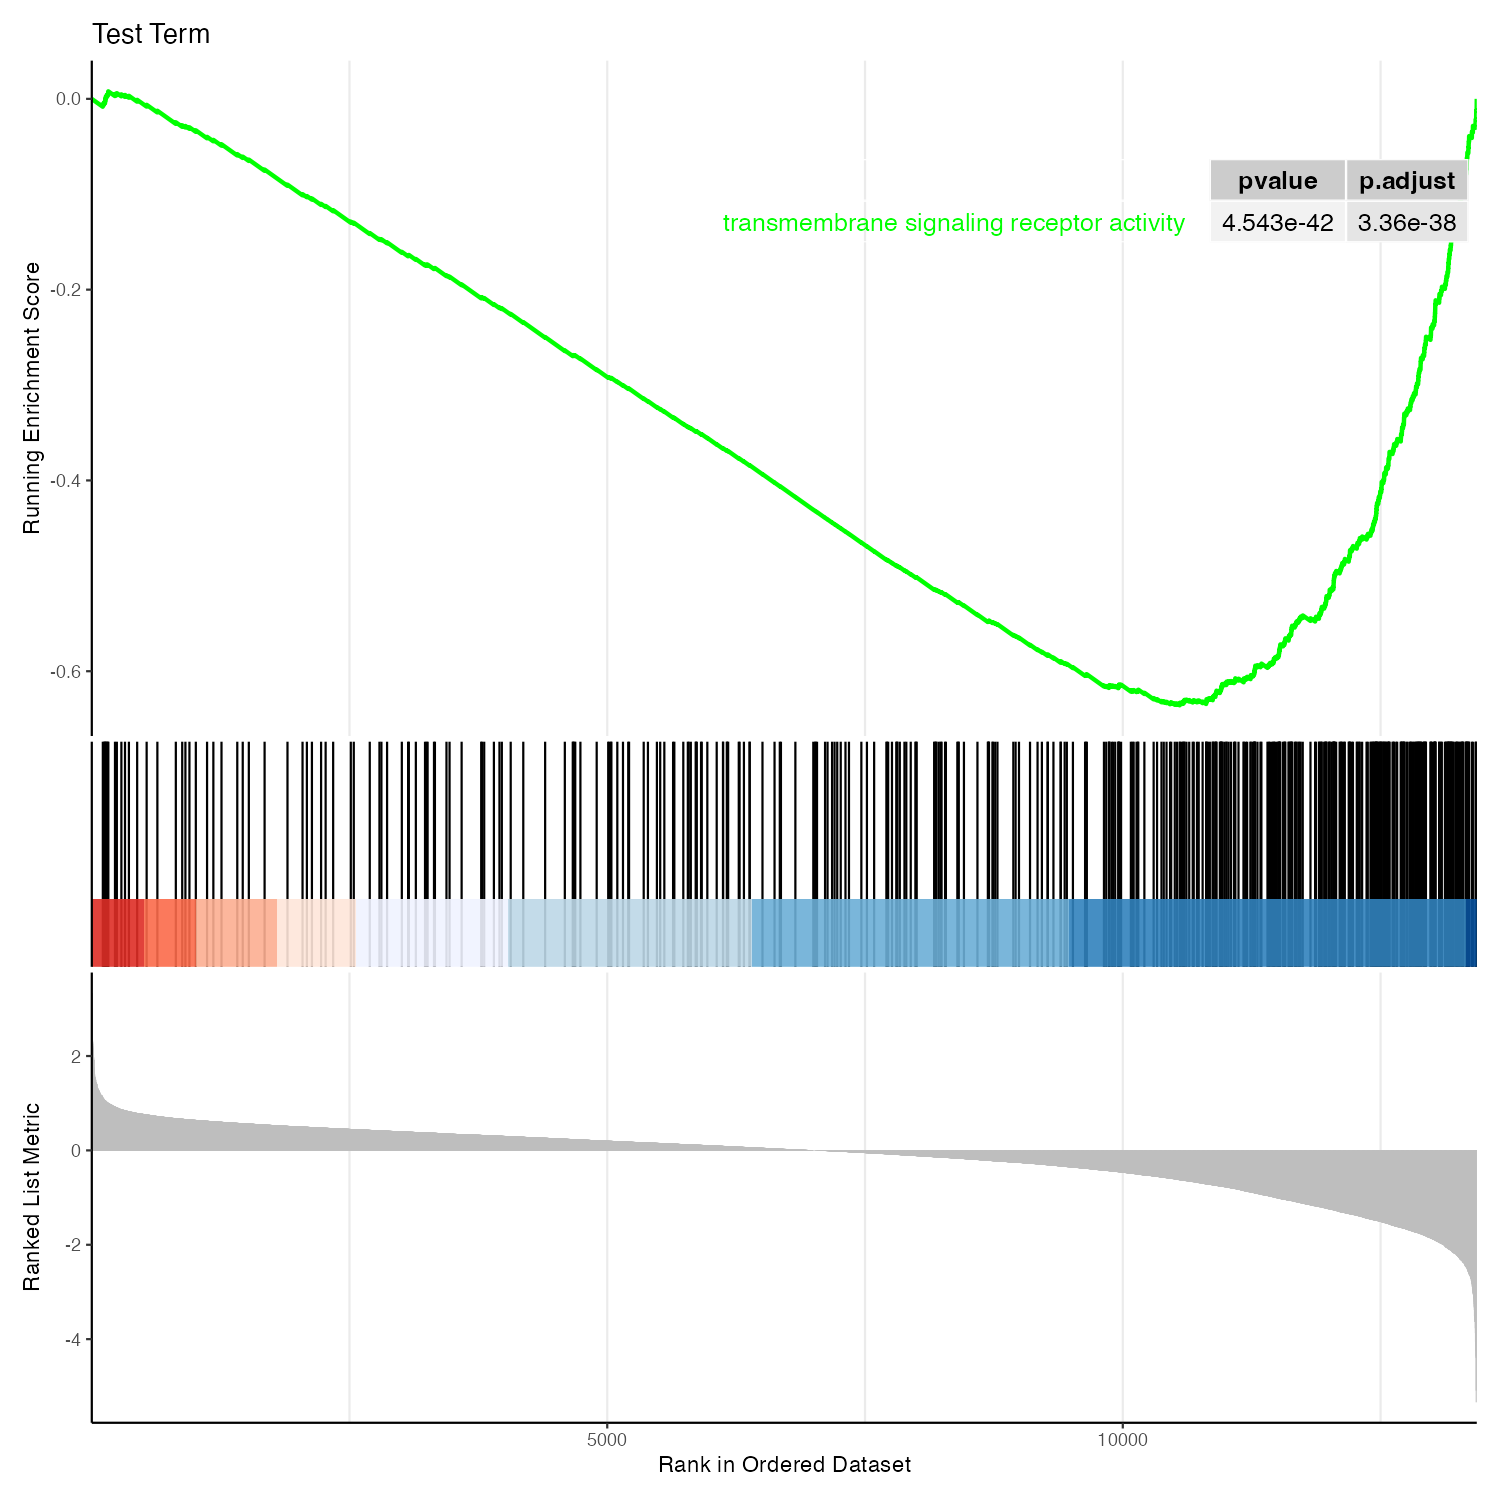 Test Term
0.0
-0.2
-0.4
-0.6
Running Enrichment Score
pvalue p.adjust
transmembrane signaling receptor activity 4.543e-42 3.36e-38
2
0
-2
-4
Ranked List Metric
5000 10000
Rank in Ordered Dataset